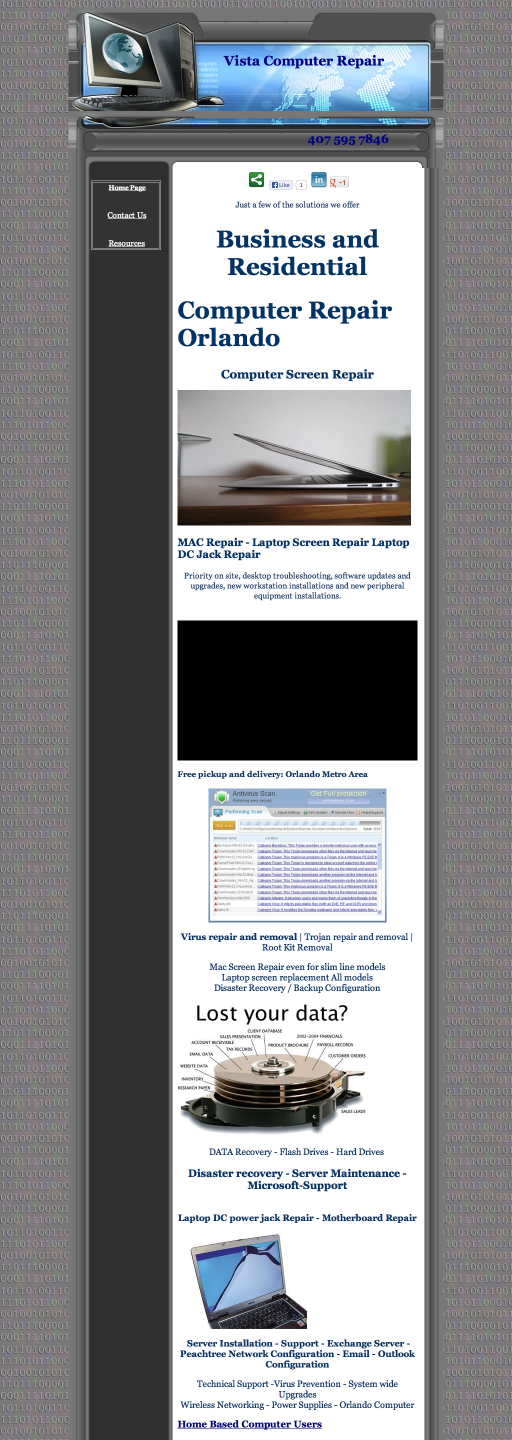 Vista Computer Repair
407 595 7846
Home Page
Contact Us
Resources
Like
1
in
+1
Just a few of the solutions we offer
Business and
Residential
Computer Repair
Orlando
Computer Screen Repair
MAC Repair - Laptop Screen Repair Laptop
DC Jack Repair
Priority on site, desktop troubleshooting, software updates and
upgrades, new workstation installations and new peripheral
equipment installations.
Free pickup and delivery: Orlando Metro Area
Antivirus Scan
Get Full protection
Performing Scan
Virus repair and removal | Trojan repair and removal |
Root Kit Removal
Mac Screen Repair even for slim line models
Laptop screen replacement All models
Disaster Recovery / Backup Configuration
Lost your data?
CLIENT DATABASE
SALES PRESENTATION
2002-2004 FINANCIALS
ACCOUNT RECEIVABLE
PRODUCT BROCHURE
PAYROLL RECORDS
TAX RECORDS
EMAIL DATA
CUSTOMER ORDERS
WEBSITE DATA
INVENTORY
RESEARCH PAPER
SALES LEADS
DATA Recovery - Flash Drives - Hard Drives
Disaster recovery - Server Maintenance -
Microsoft-Support
Laptop DC power jack Repair - Motherboard Repair
Server Installation - Support - Exchange Server -
Peachtree Network Configuration - Email - Outlook
Configuration
Technical Support -Virus Prevention - System wide
Upgrades
Wireless Networking - Power Supplies - Orlando Computer
Home Based Computer Users